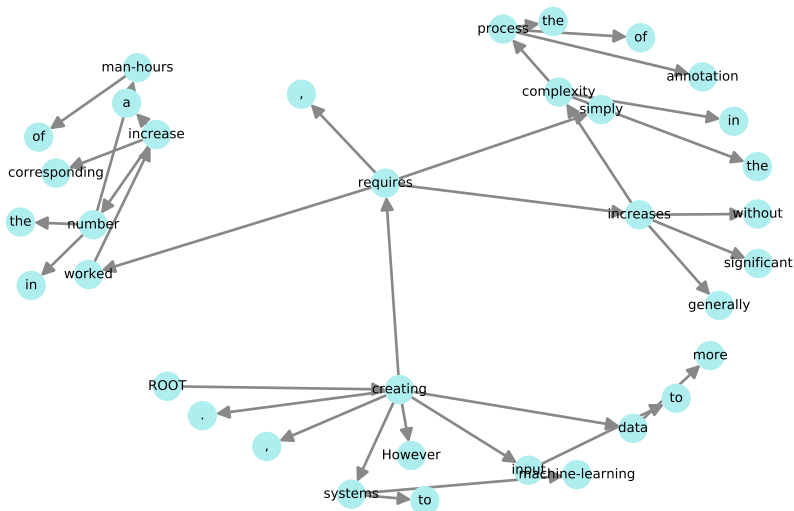 process
the
of
annotation
man-hours
a
,
complexity
simply
in
of
increase
the
corresponding
requires
the
number
increases
without
in
worked
significant
generally
more
ROOT
creating
to
.
data
,
However
input
machine-learning
systems
to